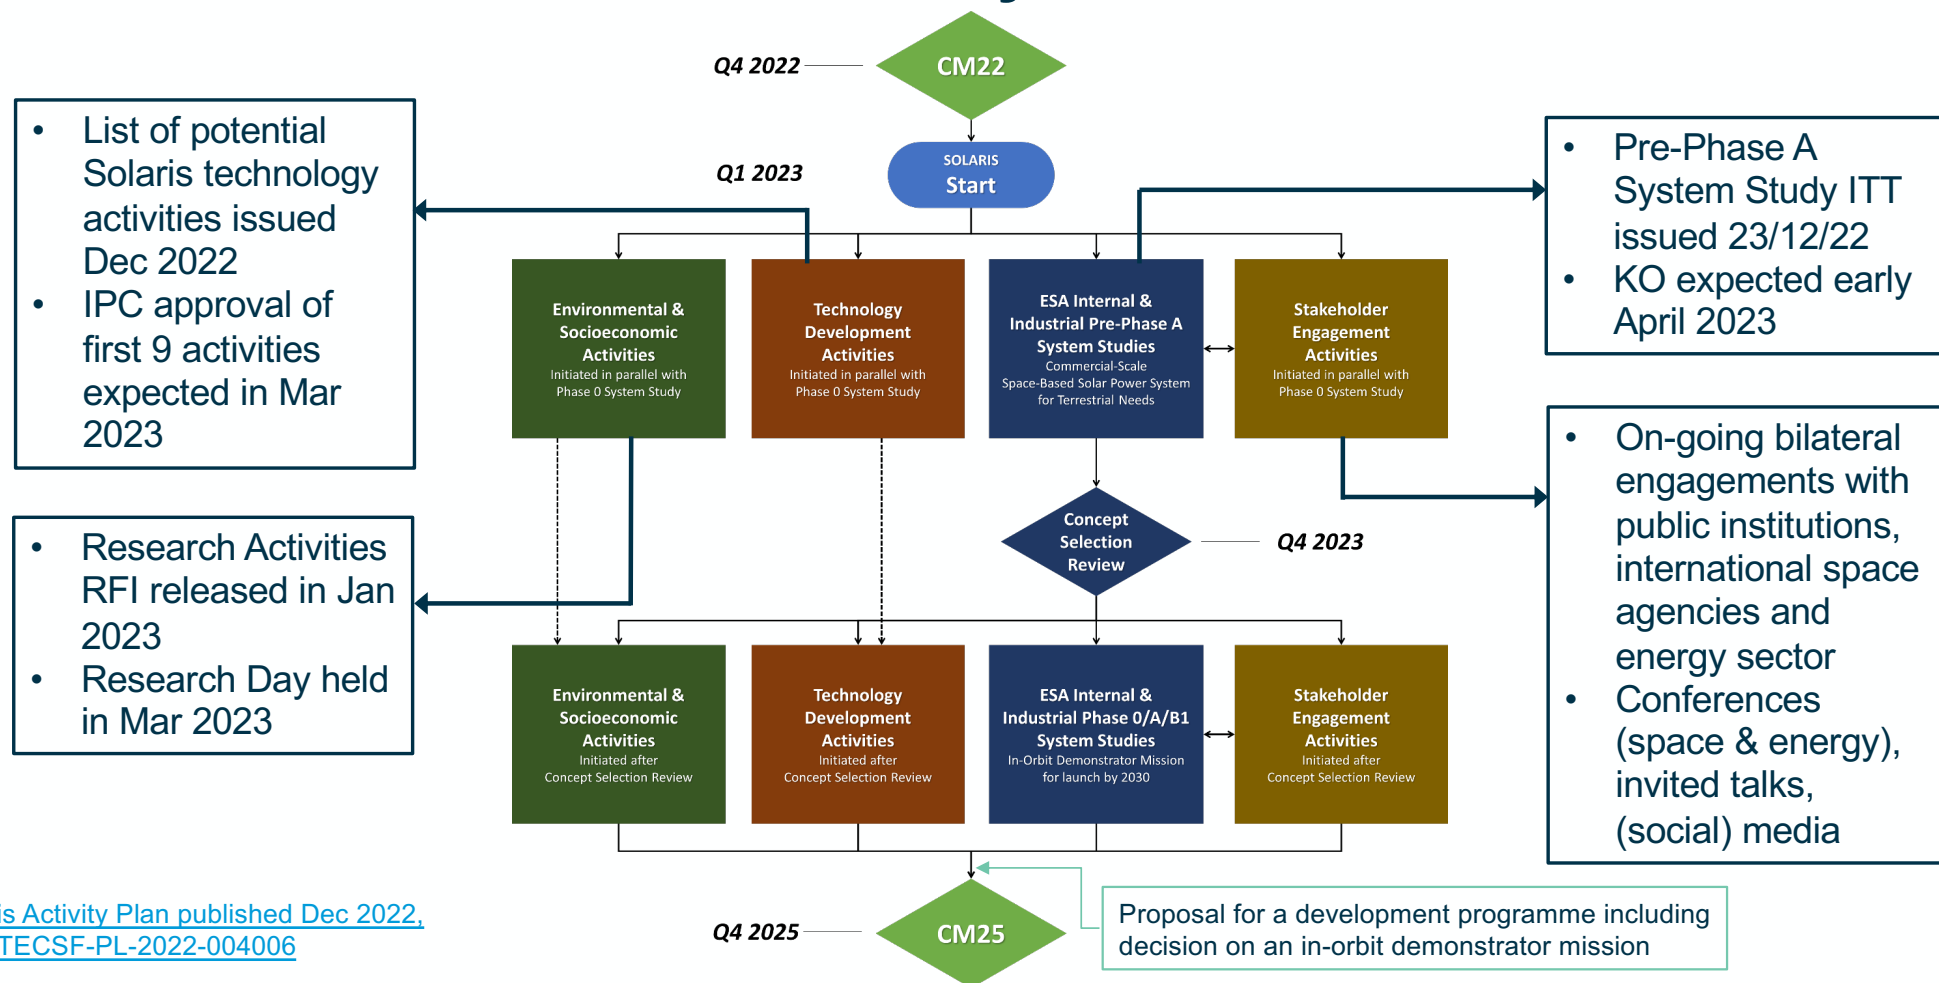 Q4 2022
CM22
• List of potential
Solaris technology
activities issued
Dec 2022
• IPC approval of
first 9 activities
expected in Mar
2023
Q1 2023
SOLARIS
Start
• Pre-Phase A
System Study ITT
issued 23/12/22
• KO expected early
April 2023
Environmental &
Socioeconomic
Activities
Initiated in parallel with
Phase 0 System Study
Technology
Development
Activities
Initiated in parallel with
Phase 0 System Study
ESA Internal &
Industrial Pre-Phase A
System Studies
Commercial-Scale
Space-Based Solar Power System
for Terrestrial Needs
Stakeholder
Engagement
Activities
Initiated in parallel with
Phase 0 System Study
• Research Activities
RFI released in Jan
2023
• Research Day held
in Mar 2023
Concept
Selection
Review
Q4 2023
• On-going bilateral
engagements with
public institutions,
international space
agencies and
energy sector
• Conferences
(space & energy),
invited talks,
(social) media
Environmental &
Socioeconomic
Activities
Initiated after
Concept Selection Review
Technology
Development
Activities
Initiated after
Concept Selection Review
ESA Internal &
Industrial Phase 0/A/B1
System Studies
In-Orbit Demonstrator Mission
for launch by 2030
Stakeholder
Engagement
Activities
Initiated after
Concept Selection Review
is Activity Plan published Dec 2022,
TECSF-PL-2022-004006
Q4 2025
CM25
Proposal for a development programme including
decision on an in-orbit demonstrator mission